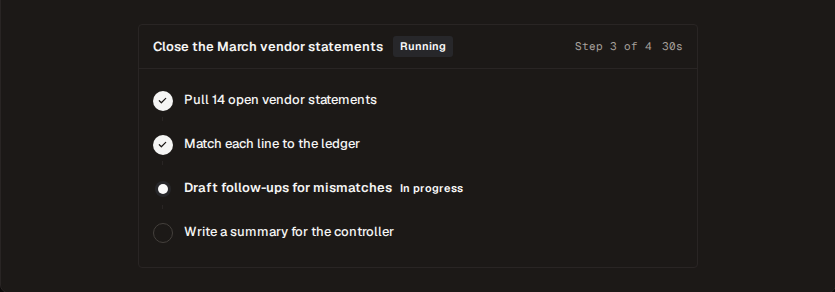 Close the March vendor statements Running Step 3 of 4 30s
Pull 14 open vendor statements
Match each line to the ledger
Draft follow-ups for mismatches In progress
Write a summary for the controller